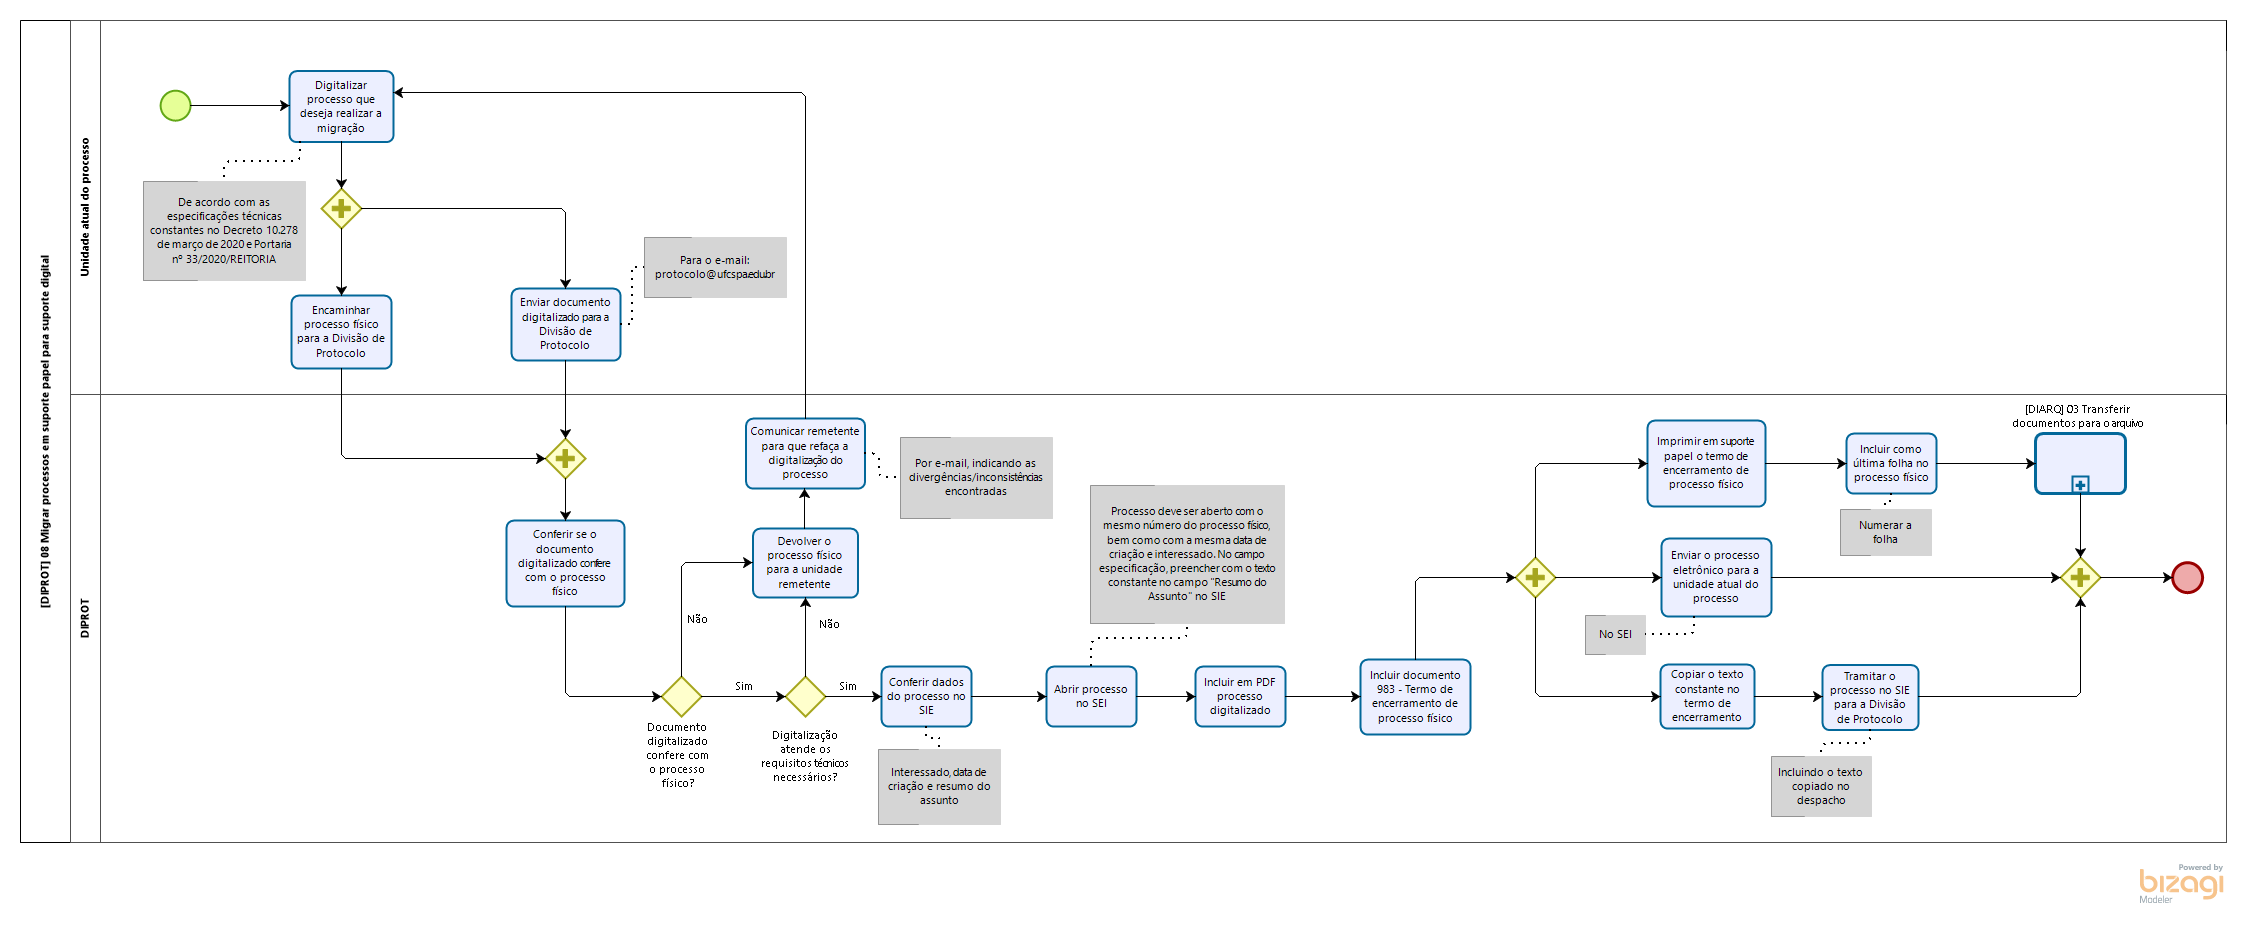 [DIPROT] 08 Migrar processos em suporte papel para suporte digital
Unidade atual do processo
Digitalizar
processo que
deseja realizar a
migração
De acordo com as
especificações técnicas
constantes no Decreto 10.278
de março de 2020 e Portaria
nº 33/2020/REITORIA
Encaminhar
processo físico
para a Divisão de
Protocolo
Enviar documento
digitalizado para a
Divisão de
Protocolo
Para o e-mail:
protocolo@ufcspa.edu.br
DIPROT
Conferir se o
documento
digitalizado confere
com o processo
físico
Comunicar remetente
para que refaça a
digitalização do
processo
Por e-mail, indicando as
divergências/inconsistências
encontradas
Devolver o
processo físico
para a unidade
remetente
Não
Não
Sim
Sim
Documento
digitalizado
confere com
o processo
físico?
Digitalização
atende os
requisitos técnicos
necessários?
Conferir dados
do processo no
SIE
Interessado, data de
criação e resumo do
assunto
Processo deve ser aberto com o
mesmo número do processo físico,
bem como com a mesma data de
criação e interessado. No campo
especificação, preencher com o texto
constante no campo "Resumo do
Assunto" no SIE
Abrir processo
no SEI
Incluir em PDF
processo
digitalizado
Incluir documento
983 - Termo de
encerramento de
processo físico
Imprimir em suporte
papel o termo de
encerramento de
processo físico
Incluir como
última folha no
processo físico
Numerar a
folha
[DIARQ] 03 Transferir
documentos para o arquivo
Enviar o processo
eletrónico para a
unidade atual do
processo
No SEI
Copiar o texto
constante no
termo de
encerramento
Tramitar o
processo no SIE
para a Divisão
de Protocolo
Incluindo o texto
copiado no
despacho
Powered by
bizagi
Modeler